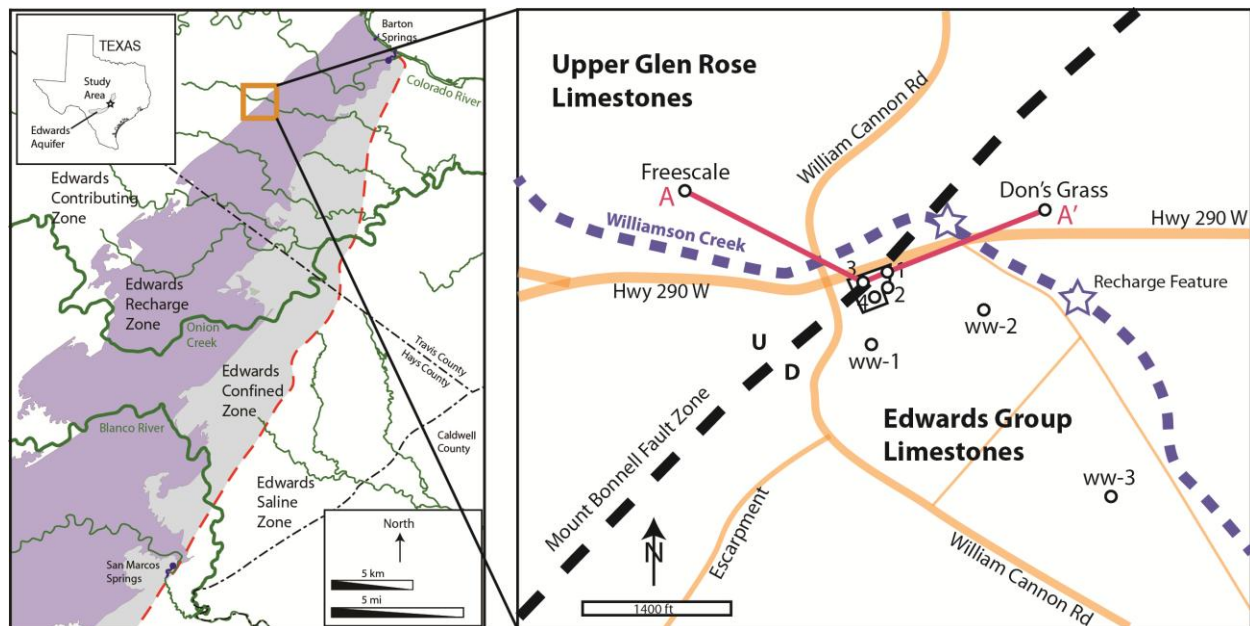 TEXAS
Study
Area
Edwards
Aquifer
Barton
Springs
Colorado River
Edwards
Contributing
Zone
Edwards
Recharge
Zone
Onion
Creek
Travis County
Hays County
Edwards
Confined
Zone
Blanco River
Caldwell
County
Edwards
Saline
Zone
San Marcos
Springs
North
5 km
5 mi
Upper Glen Rose
Limestones
William Cannon Rd
Freescale
A
Don's Grass
A'
Williamson Creek
Hwy 290 W
Hwy 290 W
3
1
4
2
Recharge Feature
ww-2
ww-1
U
D
Mount Bonnell Fault Zone
Edwards Group
Limestones
ww-3
Escarpment
William Cannon Rd
N
1400 ft